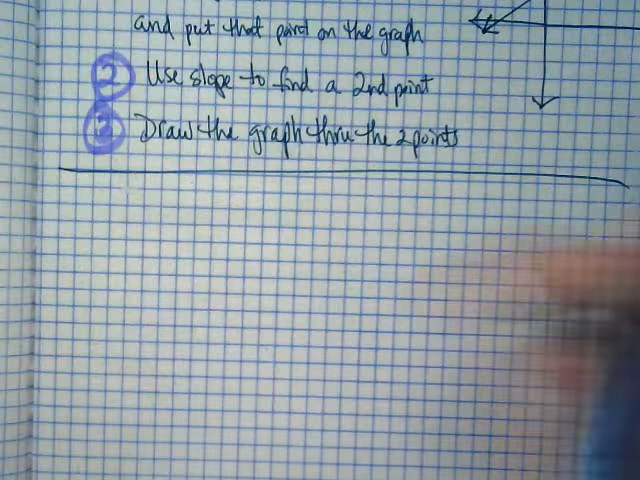 and put that point on the graph
2 Use slope to find a 2nd point
3 Draw the graph thru the 2 points